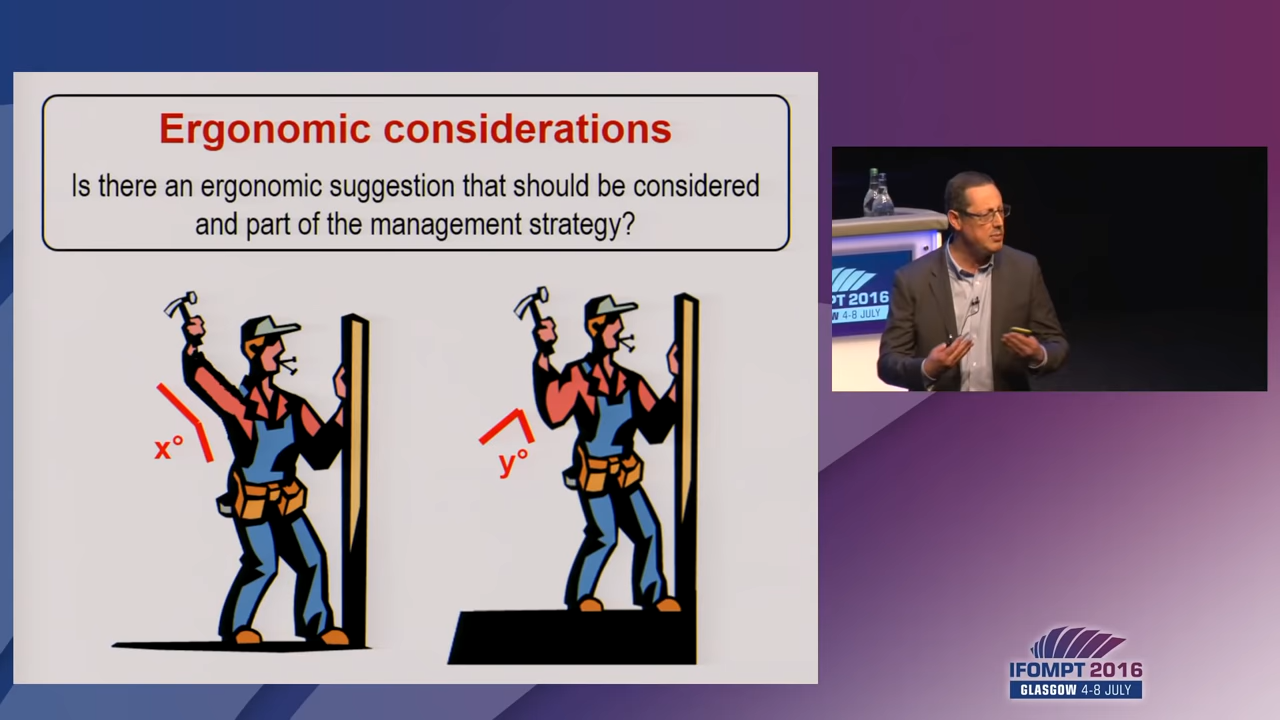 Ergonomic considerations
Is there an ergonomic suggestion that should be considered
and part of the management strategy?
x°
y°
PT 2016
W 4-8 JULY
IFOMPT 2016
GLASGOW 4-8 JULY